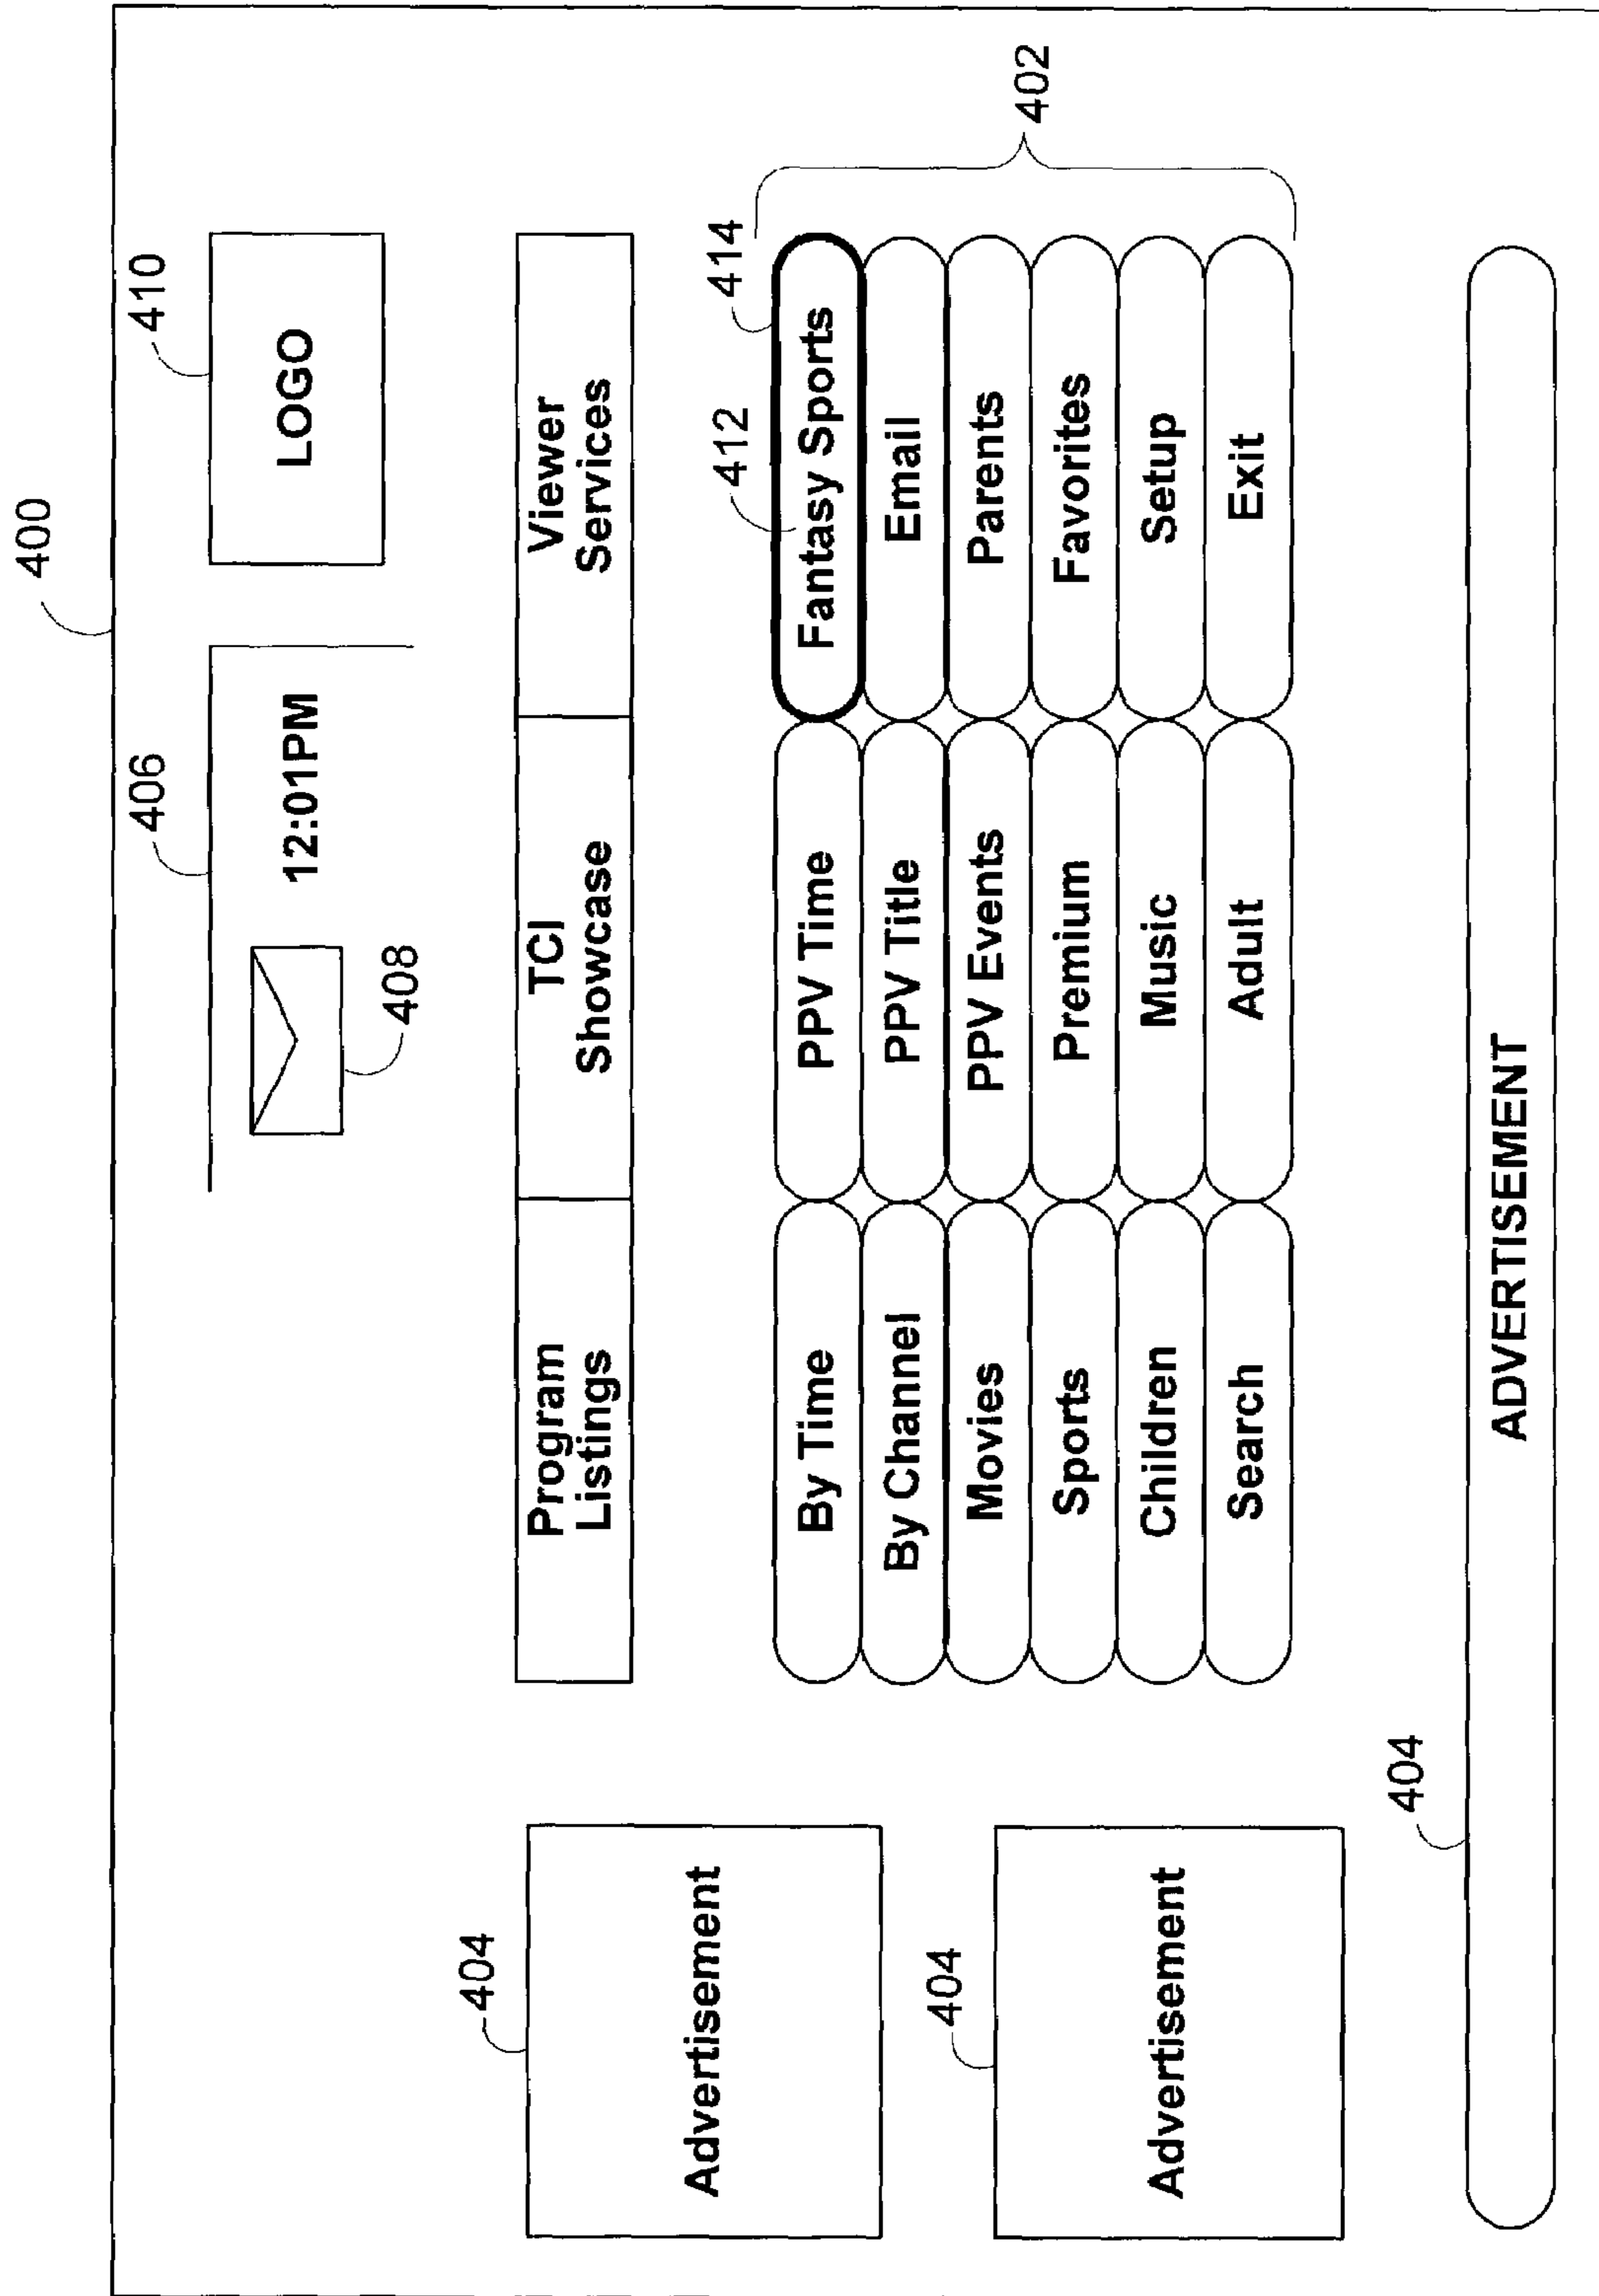 400
406
410
12:01PM
LOGO
408
Program
Listings
TCI
Showcase
Viewer
Services
404
Advertisement
404
Advertisement
412
414
By Time
PPV Time
Fantasy Sports
By Channel
PPV Title
Email
Movies
PPV Events
Parents
Sports
Premium
Favorites
Children
Music
Setup
Search
Adult
Exit
402
404
ADVERTISEMENT